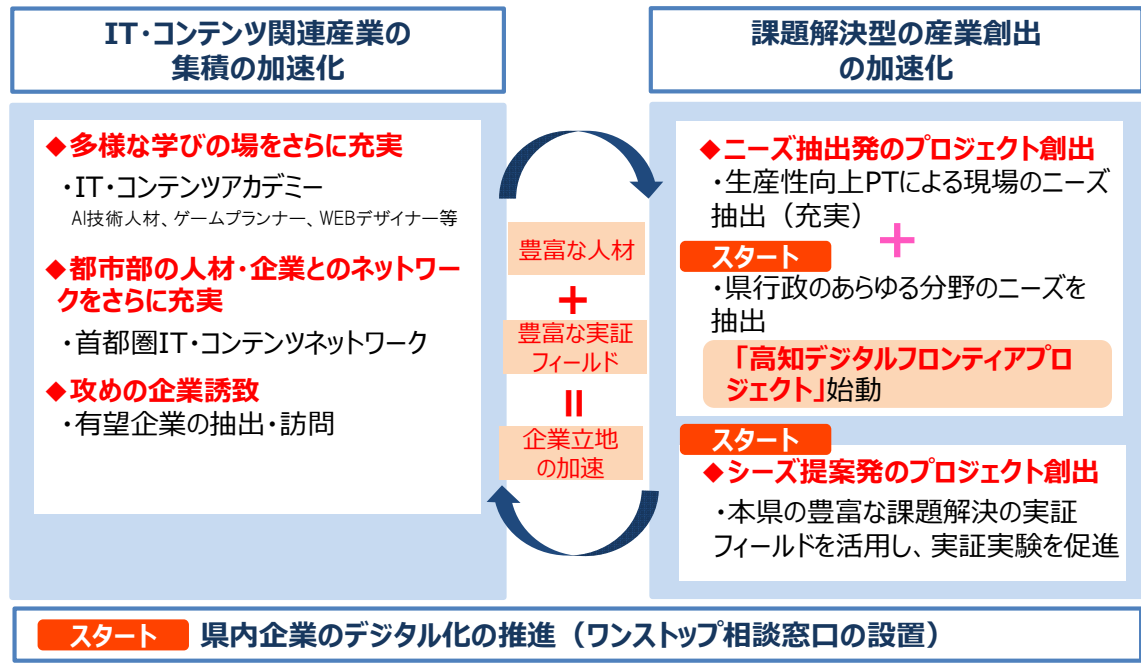 IT・コンテンツ関連産業の
集積の加速化
◆多様な学びの場をさらに充実
・IT・コンテンツアカデミー
AI技術人材、ゲームプランナー、WEBデザイナー等
◆都市部の人材・企業とのネットワー
クをさらに充実
・首都圏IT・コンテンツネットワーク
◆攻めの企業誘致
・有望企業の抽出・訪問
豊富な人材
＋
豊富な実証
フィールド
＝
企業立地
の加速
課題解決型の産業創出
の加速化
◆ニーズ抽出発のプロジェクト創出
・生産性向上PTによる現場のニーズ
抽出（充実）
＋
スタート
・県行政のあらゆる分野のニーズを
抽出
「高知デジタルフロンティアプロ
ジェクト」始動
スタート
◆シーズ提案発のプロジェクト創出
・本県の豊富な課題解決の実証
フィールドを活用し、実証実験を促進
スタート 県内企業のデジタル化の推進（ワンストップ相談窓口の設置）